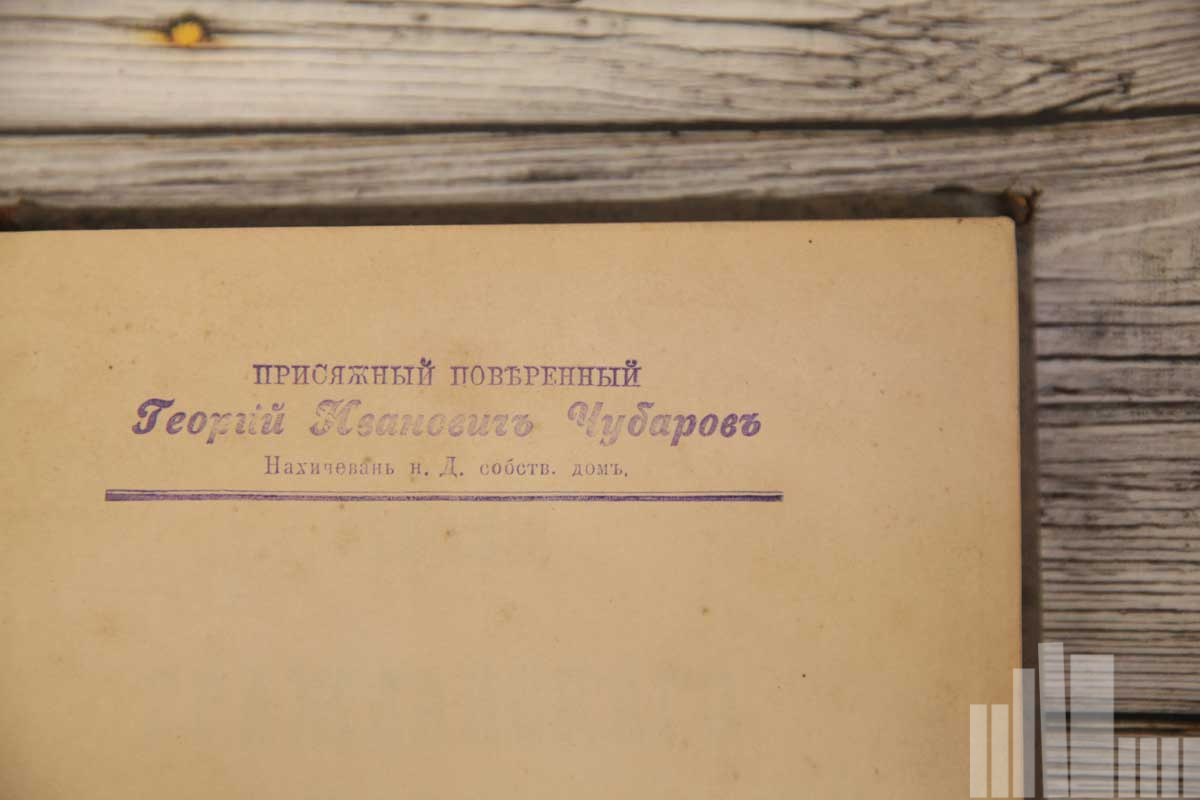 ПРИСЯЖНЫЙ ПОВѢРЕННЫЙ
Георгій Ивановичъ Чубаровъ
Нахичевань н. Д. собств. домъ.